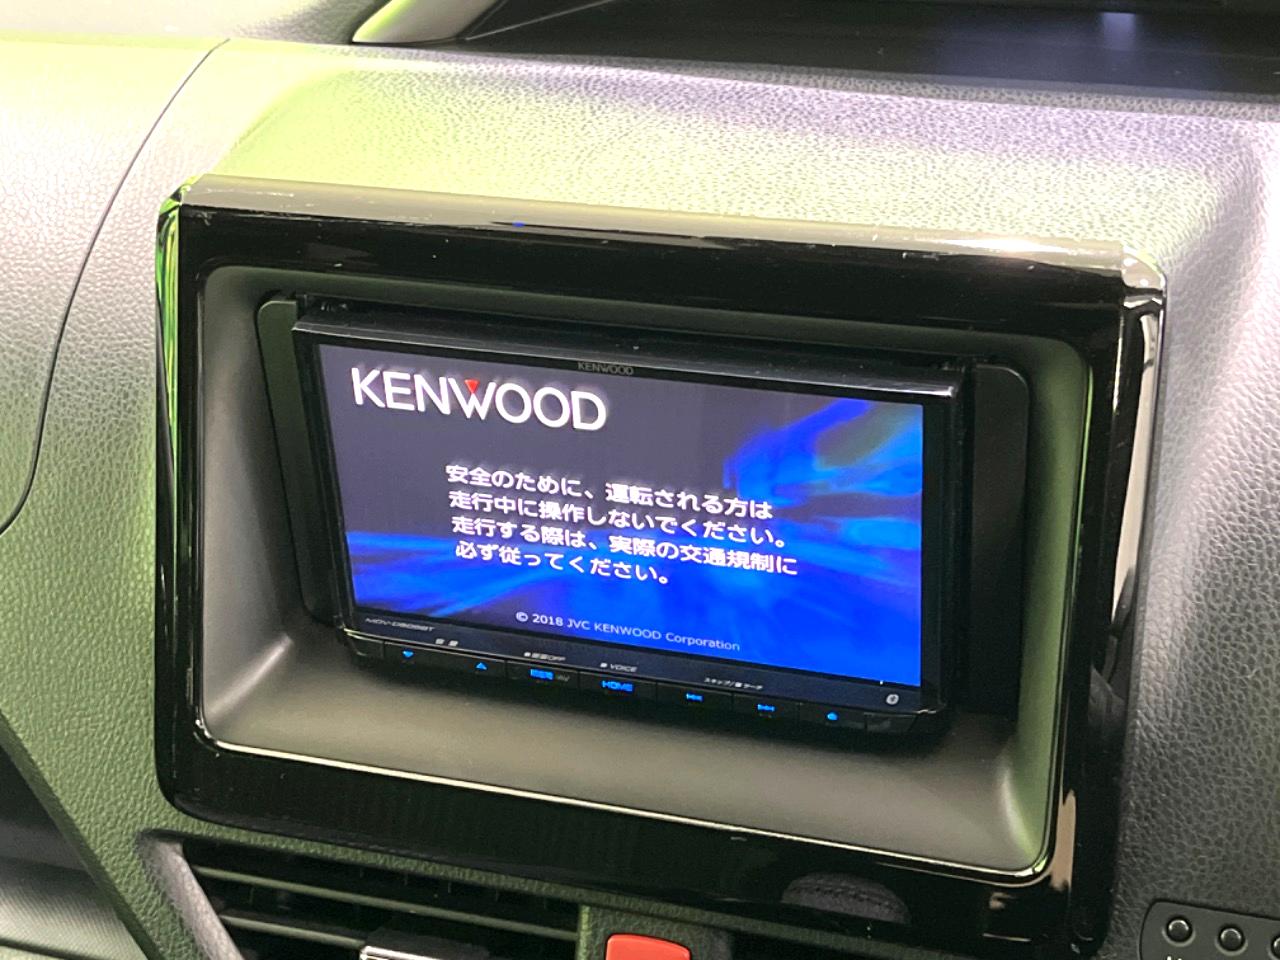 KENWOOD
KENWOOD
安全のために、運転される方は
走行中に操作しないでください。
走行する際は、実際の交通規制に
必ず従ってください。
© 2018 JVC KENWOOD Corporation
VOICE
HOME